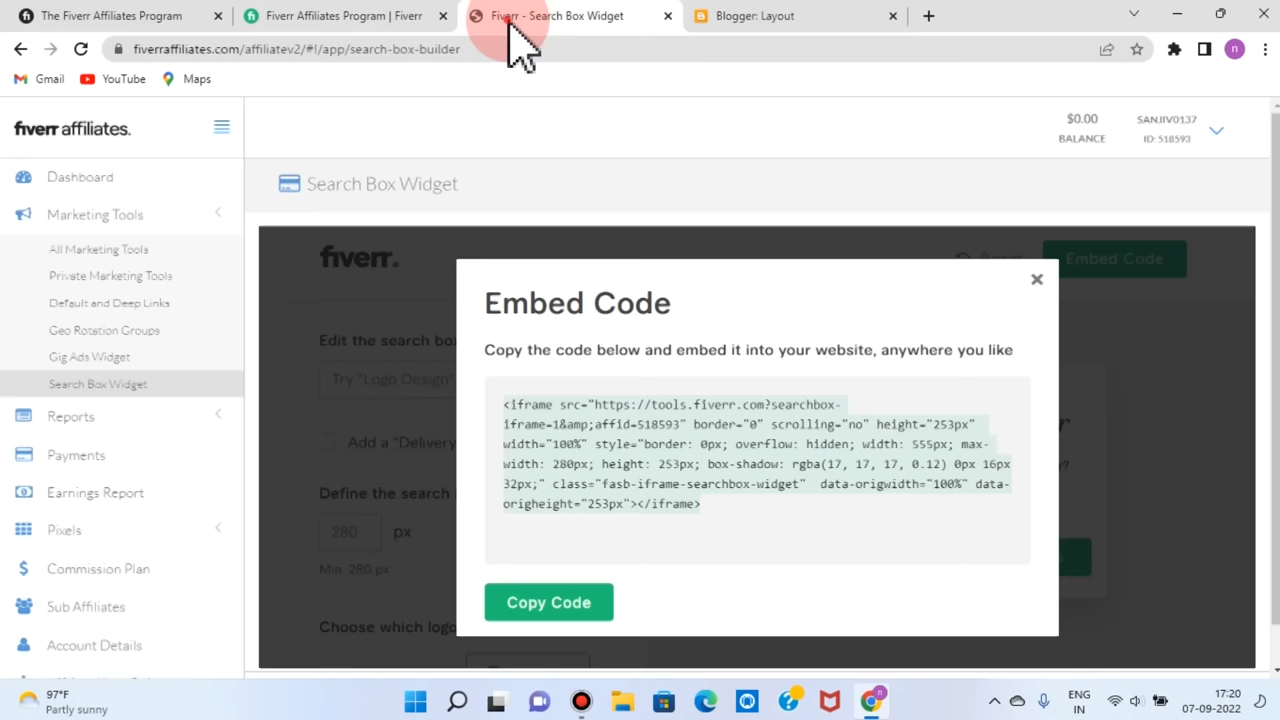 The Fiverr Affiliates Program
Fiverr Affiliates Program | Fiverr
Fiverr - Search Box Widget
Blogger: Layout
fiverraffiliates.com/affiliatev2/#!/app/search-box-builder
n
Gmail
YouTube
Maps
fiverr affiliates.
$0.00
BALANCE
SANJIV0137
ID: 518593
Dashboard
Marketing Tools
All Marketing Tools
Private Marketing Tools
Default and Deep Links
Geo Rotation Groups
Gig Ads Widget
Search Box Widget
Reports
Payments
Earnings Report
Pixels
Commission Plan
Sub Affiliates
Account Details
Search Box Widget
fiverr.
Embed Code
Edit the search box
Try "Logo Design"
Add a "Delivery
Define the search
280 px
Min. 280 px
Choose which logo
Embed Code
Copy the code below and embed it into your website, anywhere you like
<iframe src="https://tools.fiverr.com?searchbox-
iframe=1&amp;affid=518593" border="0" scrolling="no" height="253px"
width="100%" style="border: 0px; overflow: hidden; width: 555px; max-
width: 280px; height: 253px; box-shadow: rgba(17, 17, 17, 0.12) 0px 16px
32px;" class="fasb-iframe-searchbox-widget"  data-origwidth="100%" data-
origheight="253px"></iframe>
Copy Code
97°F
Partly sunny
ENG
IN
17:20
07-09-2022